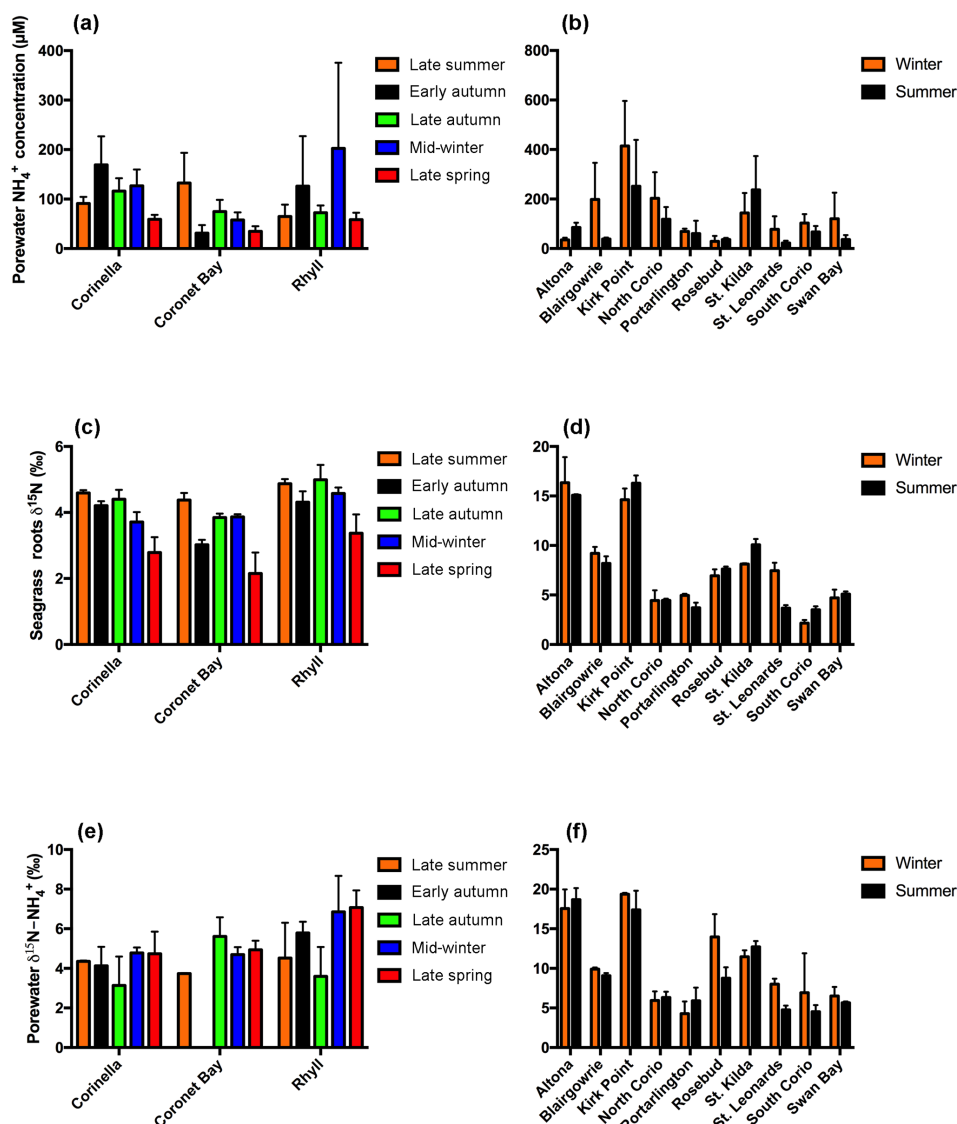 (a)
Porewater NH₄⁺ concentration (µM)
400
300
200
100
0
Corinella
Coronet Bay
Rhyll
Late summer
Early autumn
Late autumn
Mid-winter
Late spring
(b)
800
600
400
200
0
Altona
Blairgowrie
Kirk Point
North Corio
Portarlington
Rosebud
St. Kilda
St. Leonards
South Corio
Swan Bay
Winter
Summer
(c)
Seagrass roots δ¹⁵N (‰)
6
4
2
0
Corinella
Coronet Bay
Rhyll
Late summer
Early autumn
Late autumn
Mid-winter
Late spring
(d)
20
15
10
5
0
Altona
Blairgowrie
Kirk Point
North Corio
Portarlington
Rosebud
St. Kilda
St. Leonards
South Corio
Swan Bay
Winter
Summer
(e)
Porewater δ¹⁵N–NH₄⁺ (‰)
10
8
6
4
2
0
Corinella
Coronet Bay
Rhyll
Late summer
Early autumn
Late autumn
Mid-winter
Late spring
(f)
25
20
15
10
5
0
Altona
Blairgowrie
Kirk Point
North Corio
Portarlington
Rosebud
St. Kilda
St. Leonards
South Corio
Swan Bay
Winter
Summer